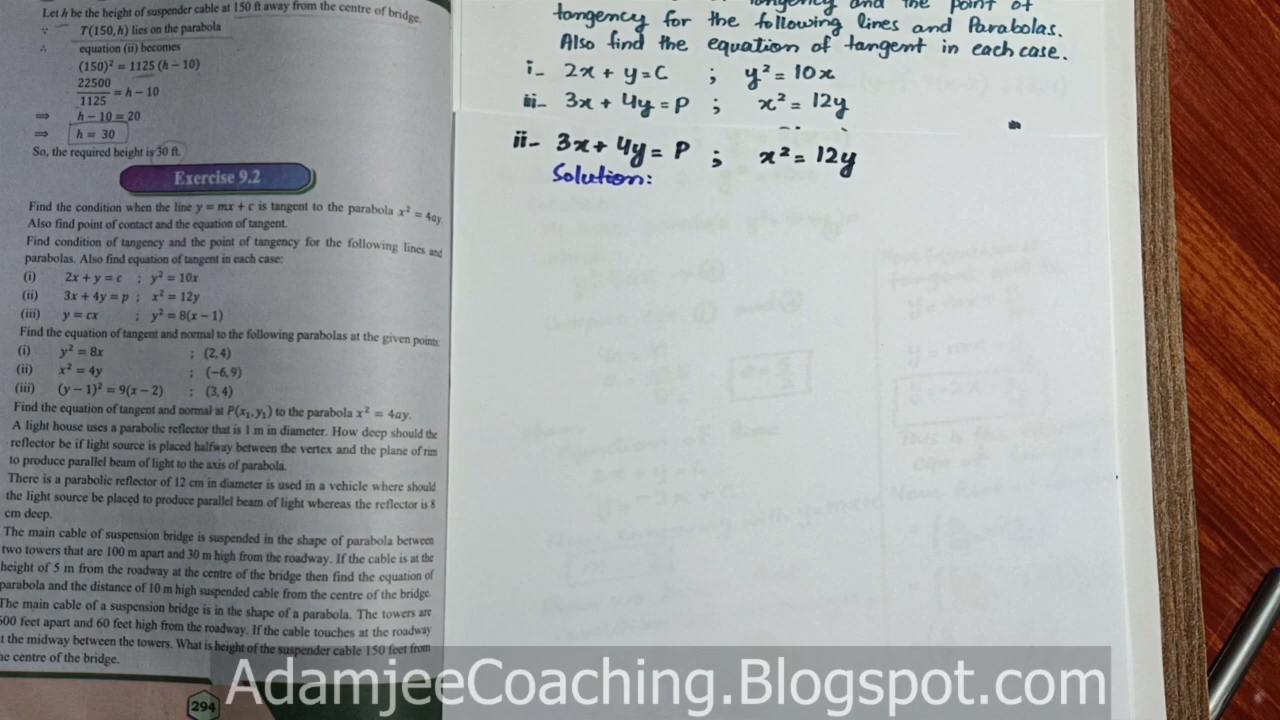 Let h be the height of suspender cable at 150 ft away from the centre of bridge.
∵ T(150, h) lies on the parabola
∴ equation (ii) becomes
(150)² = 1125 (h − 10)
22500/1125 = h − 10
⇒ h − 10 = 20
⇒ h = 30
So, the required height is 30 ft.
Exercise 9.2
Find the condition when the line y = mx + c is tangent to the parabola x² = 4ay.
Also find point of contact and the equation of tangent.
Find condition of tangency and the point of tangency for the following lines and
parabolas. Also find equation of tangent in each case:
(i) 2x + y = c ; y² = 10x
(ii) 3x + 4y = p ; x² = 12y
(iii) y = cx ; y² = 8(x − 1)
Find the equation of tangent and normal to the following parabolas at the given points:
(i) y² = 8x ; (2, 4)
(ii) x² = 4y ; (−6, 9)
(iii) (y − 1)² = 9(x − 2) : (3, 4)
Find the equation of tangent and normal at P(x₁, y₁) to the parabola x² = 4ay.
A light house uses a parabolic reflector that is 1 m in diameter. How deep should the
reflector be if light source is placed halfway between the vertex and the plane of rim
to produce parallel beam of light to the axis of parabola.
There is a parabolic reflector of 12 cm in diameter is used in a vehicle where should
the light source be placed to produce parallel beam of light whereas the reflector is 8
cm deep.
The main cable of suspension bridge is suspended in the shape of parabola between
two towers that are 100 m apart and 30 m high from the roadway. If the cable is at the
height of 5 m from the roadway at the centre of the bridge then find the equation of
parabola and the distance of 10 m high suspended cable from the centre of the bridge.
The main cable of a suspension bridge is in the shape of a parabola. The towers are
600 feet apart and 60 feet high from the roadway. If the cable touches at the roadway
t the midway between the towers. What is height of the suspender cable 150 feet from
he centre of the bridge.
294
tangency and the point of
tangency for the following lines and Parabolas.
Also find the equation of tangent in each case.
i- 2x + y = C ; y² = 10x
ii- 3x + 4y = P ; x² = 12y
ii- 3x + 4y = P ; x² = 12y
Solution:
AdamjeeCoaching.Blogspot.com